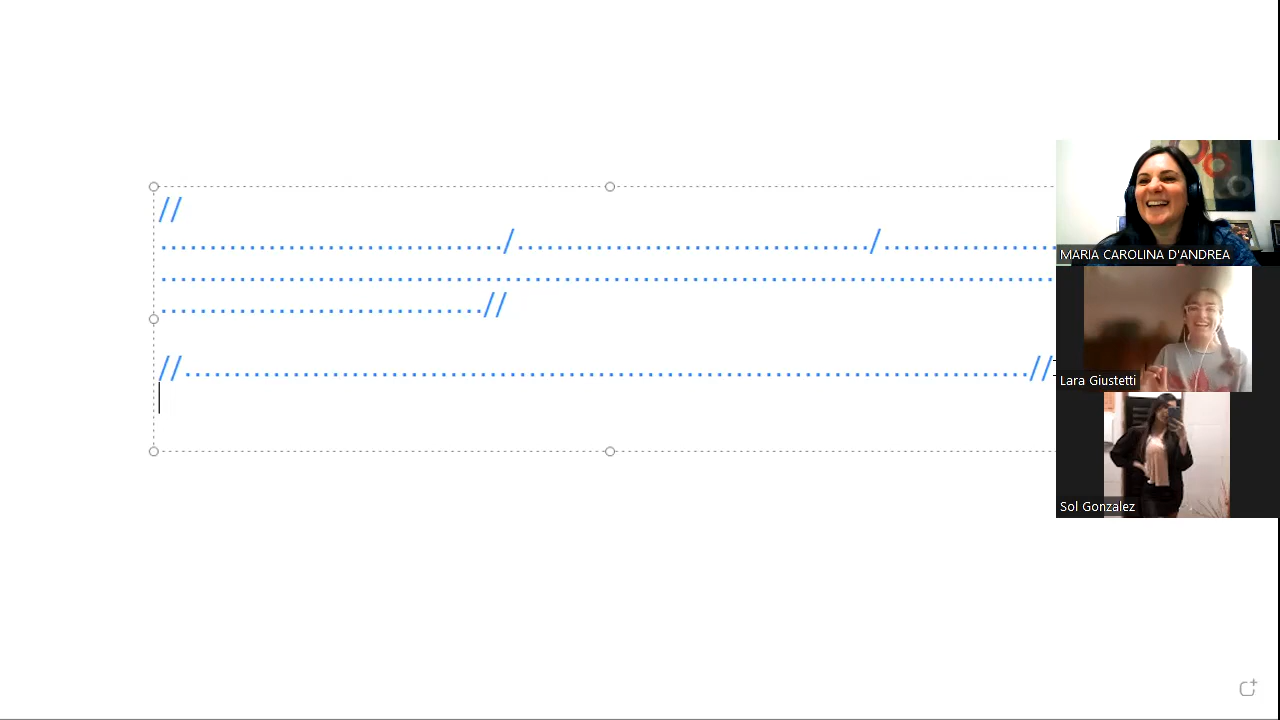 //
............................/............................./..............
.........................................................................
...........................//
//.....................................................................//
MARIA CAROLINA D'ANDREA
Lara Giustetti
Sol Gonzalez